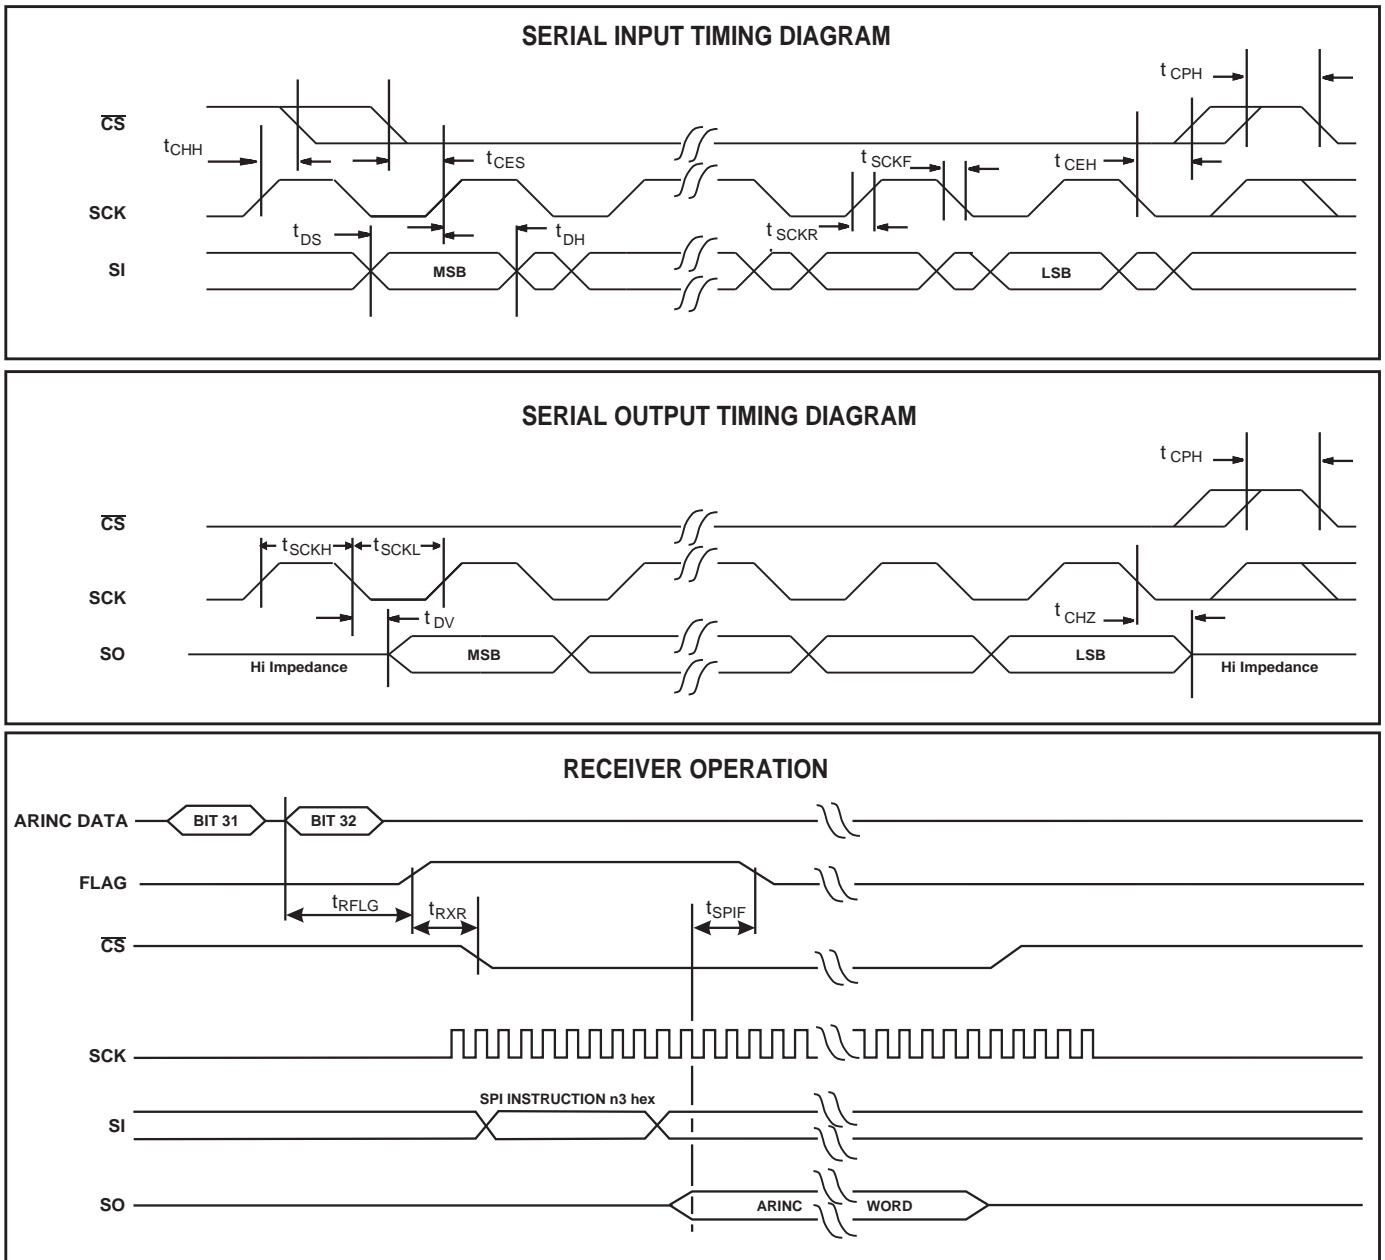 SERIAL INPUT TIMING DIAGRAM
t CPH
CS
t CHH
t CES
t SCKF
t CEH
SCK
t DS
t DH
t SCKR
SI
MSB
LSB
SERIAL OUTPUT TIMING DIAGRAM
t CPH
CS
t SCKH
t SCKL
SCK
t DV
t CHZ
SO
Hi Impedance
MSB
LSB
Hi Impedance
RECEIVER OPERATION
ARINC DATA
BIT 31
BIT 32
FLAG
t RFLG
t RXR
t SPIF
CS
SCK
SPI INSTRUCTION n3 hex
SI
SO
ARINC WORD